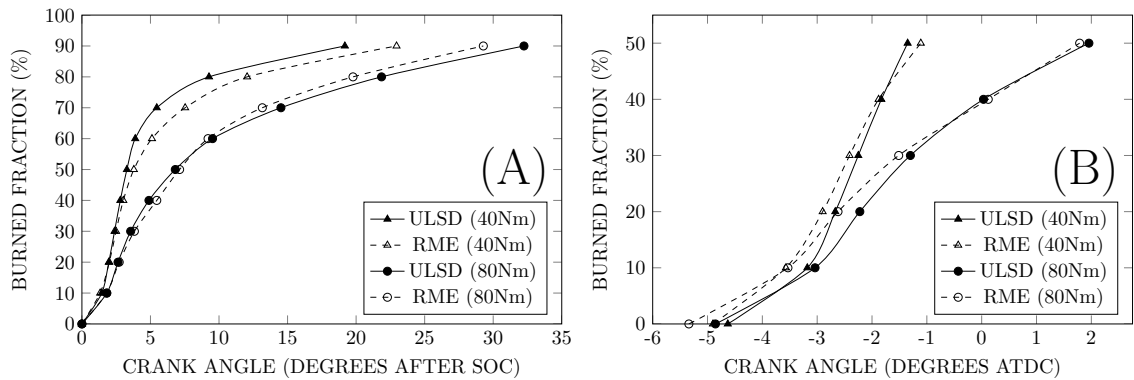 100
90
80
70
60
50
40
30
20
10
0
BURNED FRACTION (%)
0 5 10 15 20 25 30 35
CRANK ANGLE (DEGREES AFTER SOC)
(A)
ULSD (40Nm)
RME (40Nm)
ULSD (80Nm)
RME (80Nm)
50
40
30
20
10
0
BURNED FRACTION (%)
-6 -5 -4 -3 -2 -1 0 1 2
CRANK ANGLE (DEGREES ATDC)
(B)
ULSD (40Nm)
RME (40Nm)
ULSD (80Nm)
RME (80Nm)